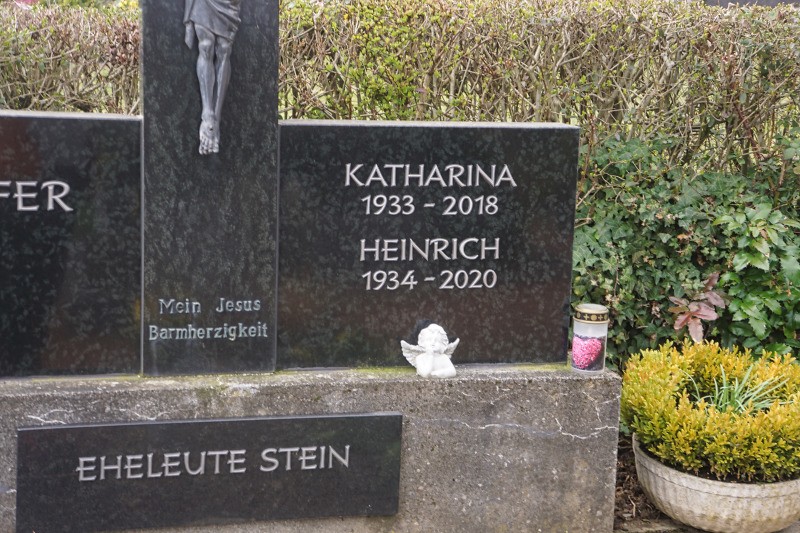 FER
KATHARINA
1933 - 2018
HEINRICH
1934 - 2020
Mein Jesus
Barmherzigkeit
EHELEUTE STEIN